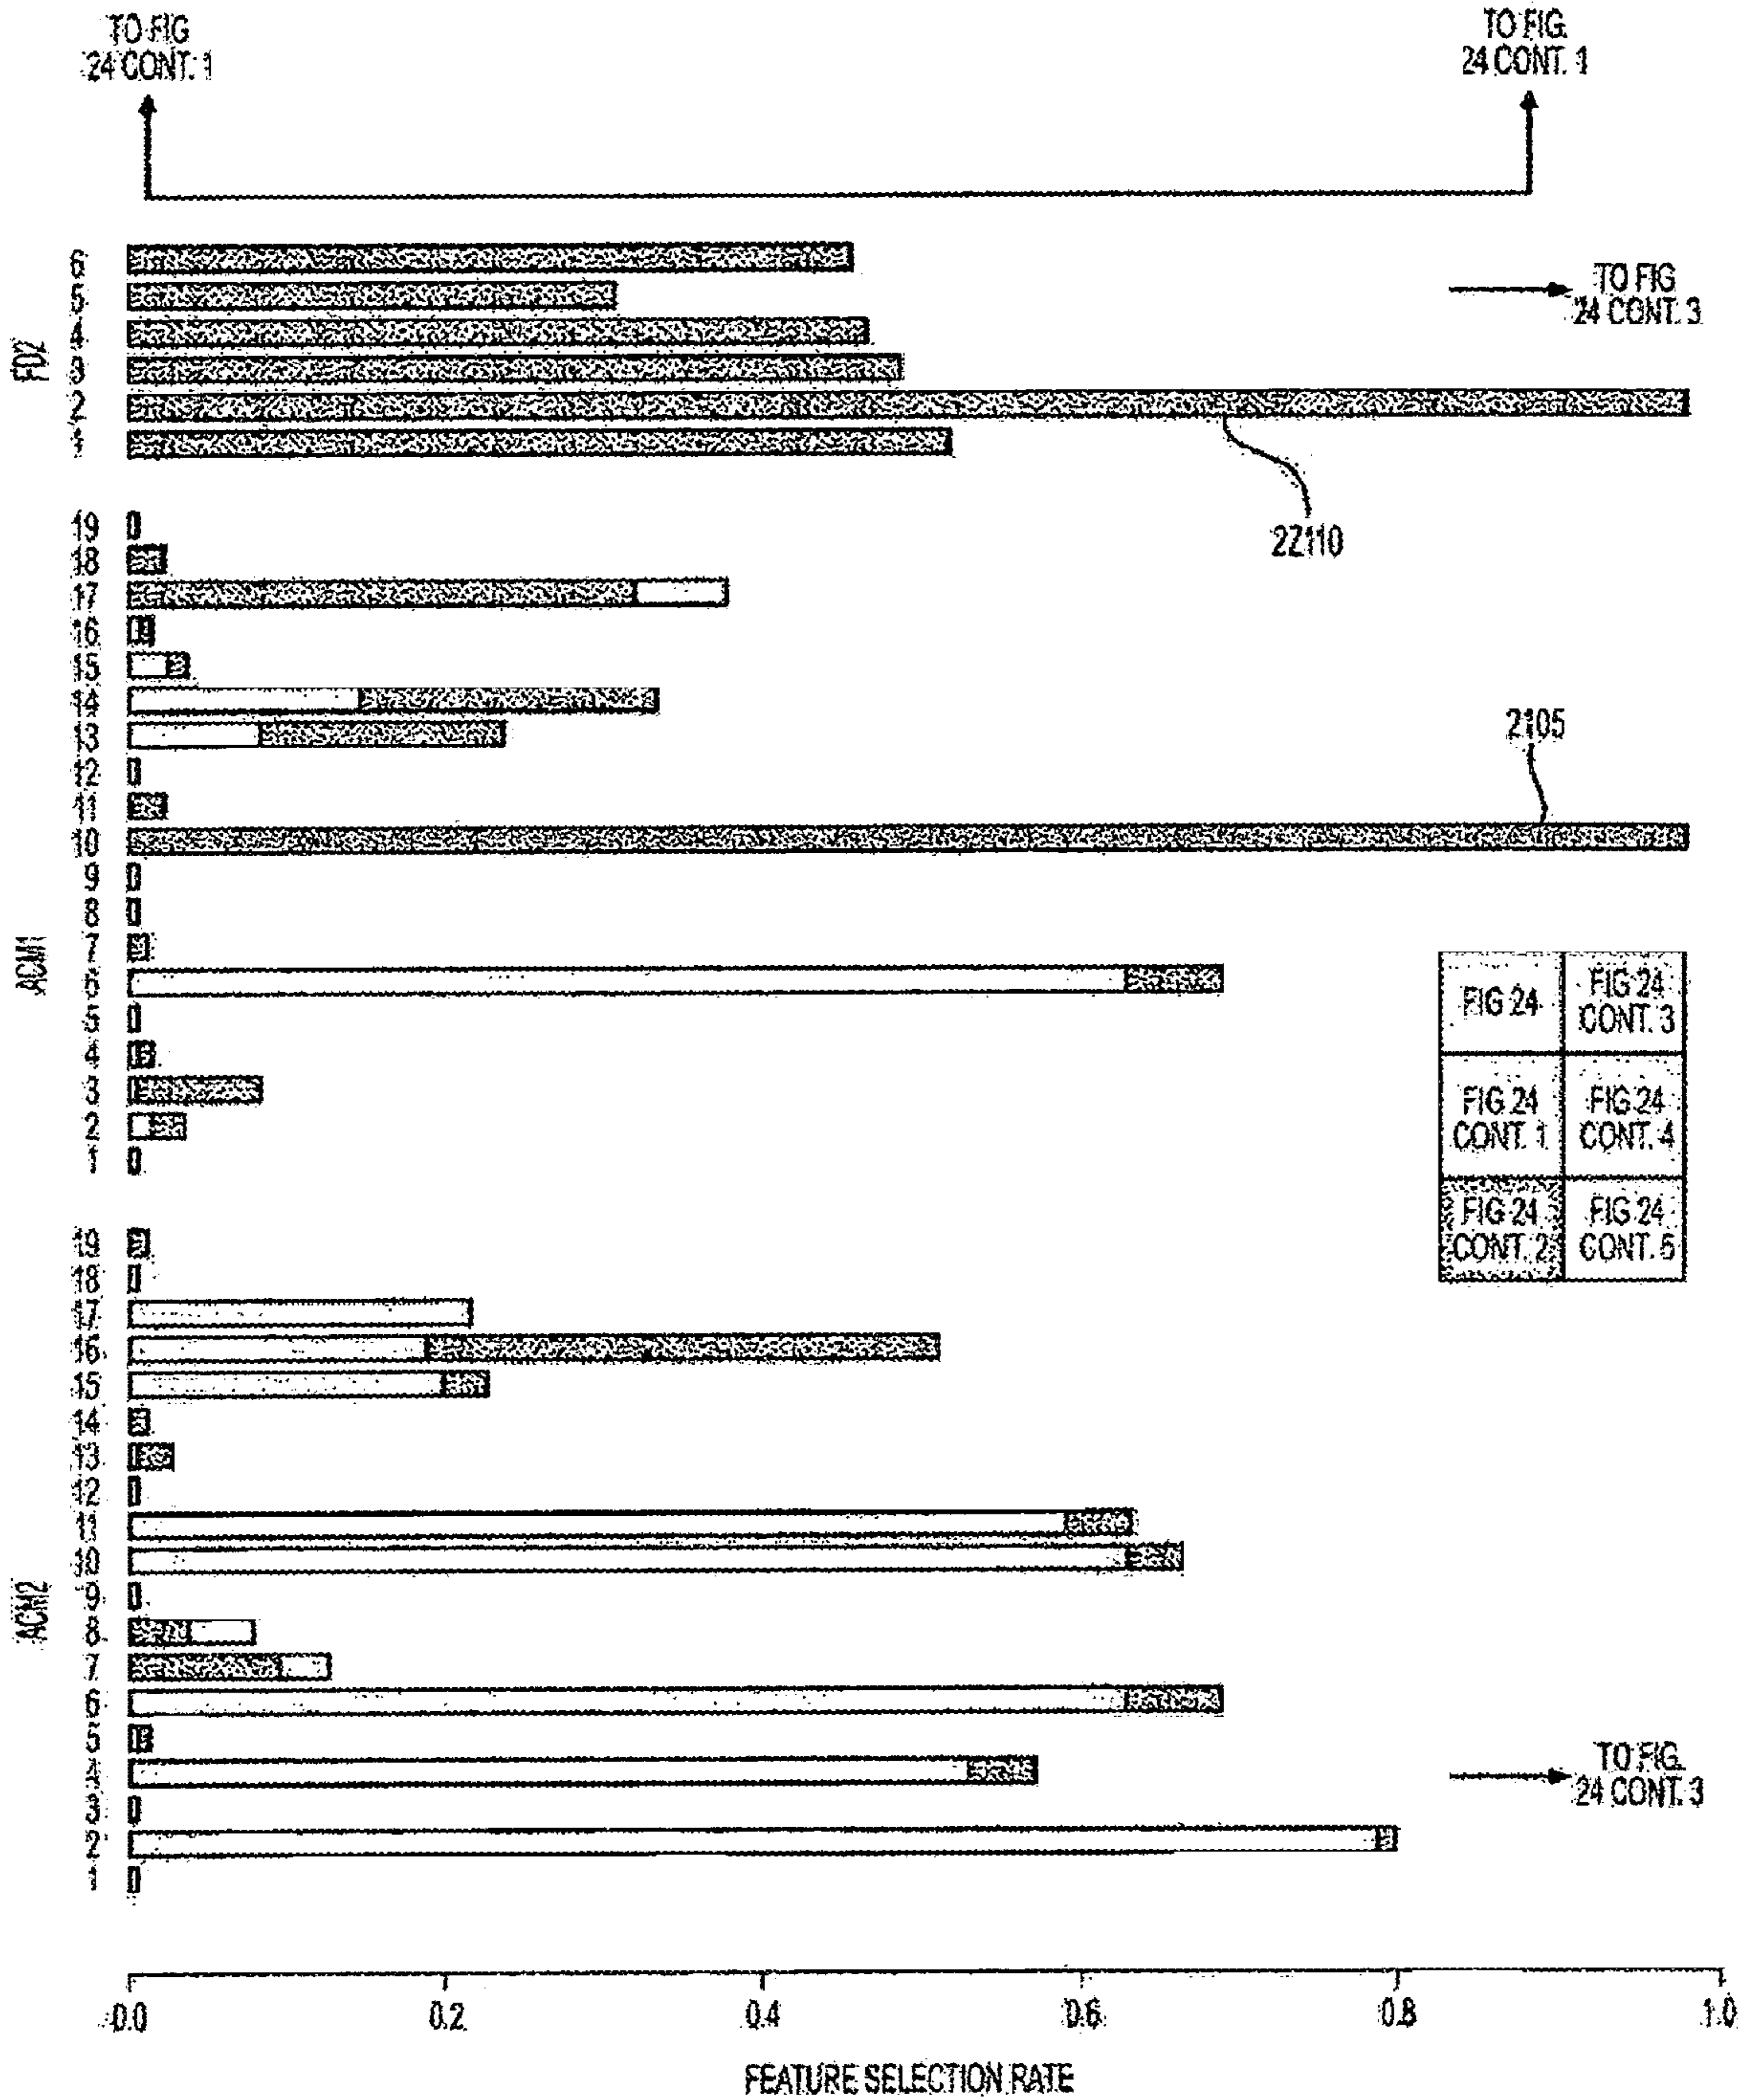 TO FIG
24 CONT. 1
TO FIG.
24 CONT. 1
FD2
6
5
4
3
2
1
TO FIG
24 CONT. 3
2Z110
ACM1
19
18
17
16
15
14
13
12
11
10
9
8
7
6
5
4
3
2
1
2105
FIG 24
FIG 24
CONT. 3
FIG 24
CONT. 1
FIG 24
CONT. 4
FIG 24
CONT. 2
FIG 24
CONT. 5
ACM2
19
18
17
16
15
14
13
12
11
10
9
8
7
6
5
4
3
2
1
TO FIG.
24 CONT. 3
0.0
0.2
0.4
0.6
0.8
1.0
FEATURE SELECTION RATE